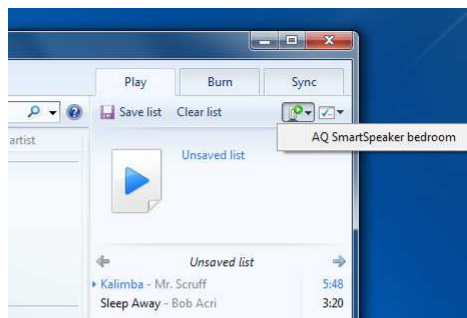 Play Burn Sync
Save list Clear list
artist
AQ SmartSpeaker bedroom
Unsaved list
Unsaved list
Kalimba - Mr. Scruff 5:48
Sleep Away - Bob Acri 3:20